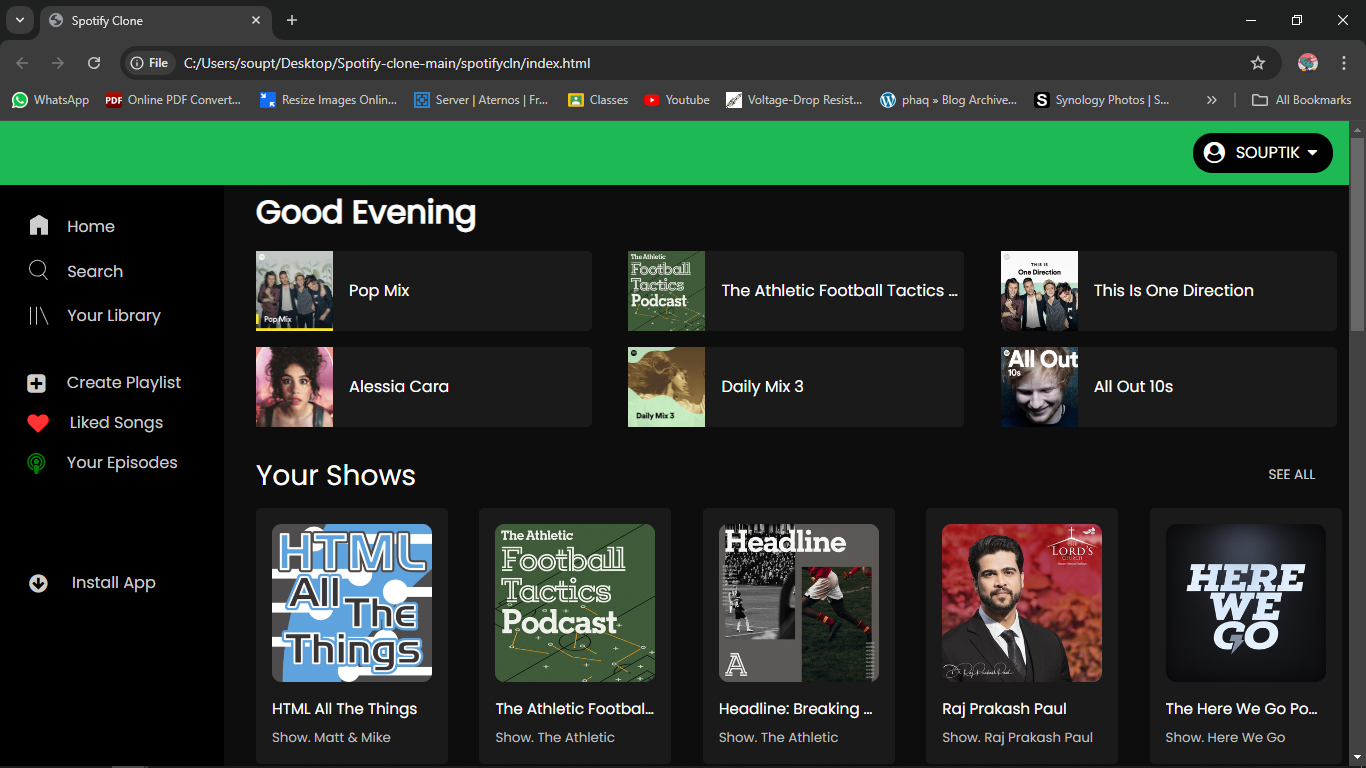 Spotify Clone
File
C:/Users/soupt/Desktop/Spotify-clone-main/spotifycln/index.html
WhatsApp
PDF
Online PDF Convert...
Resize Images Onlin...
Server | Aternos | Fr...
Classes
Youtube
Voltage-Drop Resist...
phaq » Blog Archive...
S
Synology Photos | S...
»
All Bookmarks
SOUPTIK
Home
Search
Your Library
Create Playlist
Liked Songs
Your Episodes
Install App
Good Evening
Pop Mix
Pop Mix
The Athletic
Football
Tactics
Podcast
The Athletic Football Tactics ...
THIS IS
One Direction
This Is One Direction
Alessia Cara
Daily Mix 3
Daily Mix 3
All Out
10s
All Out 10s
Your Shows
SEE ALL
HTML
All
The
Things
HTML All The Things
Show. Matt & Mike
The Athletic
Football
Tactics
Podcast
The Athletic Footbal...
Show. The Athletic
Headline
A
Headline: Breaking ...
Show. The Athletic
THE
LORD'S
CHURCH
Raj Prakash Paul
Show. Raj Prakash Paul
HERE
WE
GO
The Here We Go Po...
Show. Here We Go